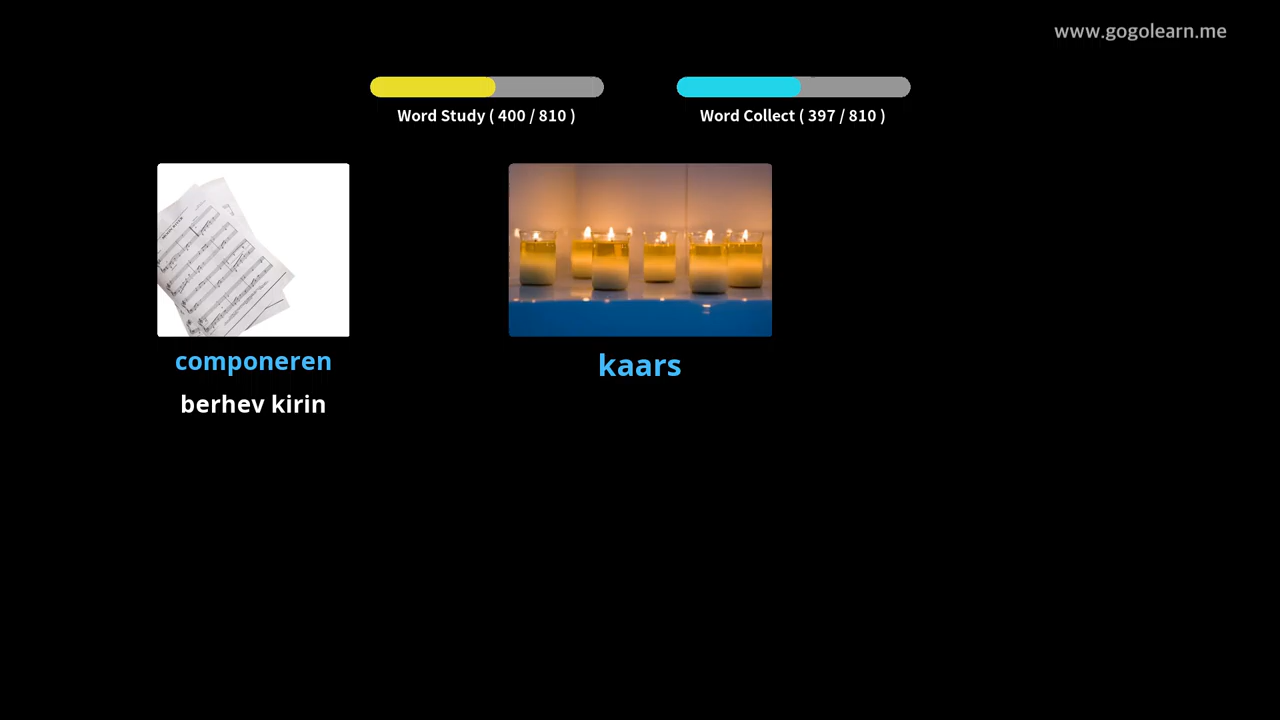 www.gogolearn.me
Word Study ( 400 / 810 )
Word Collect ( 397 / 810 )
componeren
berhev kirin
kaars